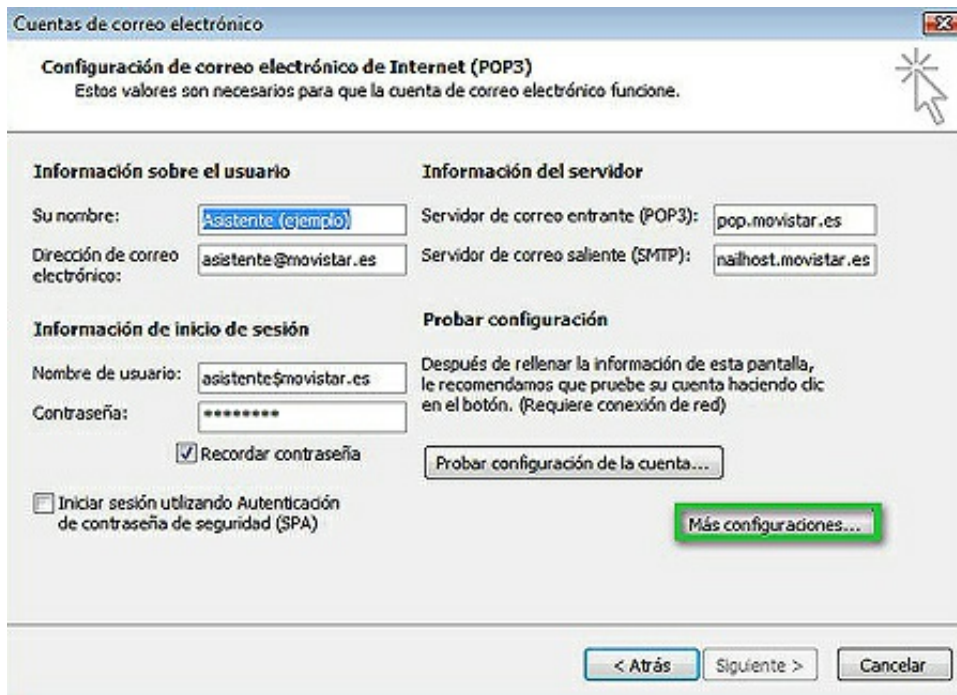 Cuentas de correo electrónico
Configuración de correo electrónico de Internet (POP3)
Estos valores son necesarios para que la cuenta de correo electrónico funcione.
Información sobre el usuario
Su nombre:
Asistente (ejemplo)
Dirección de correo
electrónico:
asistente@movistar.es
Información de inicio de sesión
Nombre de usuario:
asistente$movistar.es
Contraseña:
********
Recordar contraseña
Iniciar sesión utilizando Autenticación
de contraseña de seguridad (SPA)
Información del servidor
Servidor de correo entrante (POP3):
pop.movistar.es
Servidor de correo saliente (SMTP):
nailhost.movistar.es
Probar configuración
Después de rellenar la información de esta pantalla,
le recomendamos que pruebe su cuenta haciendo clic
en el botón. (Requiere conexión de red)
Probar configuración de la cuenta...
Más configuraciones...
< Atrás
Siguiente >
Cancelar